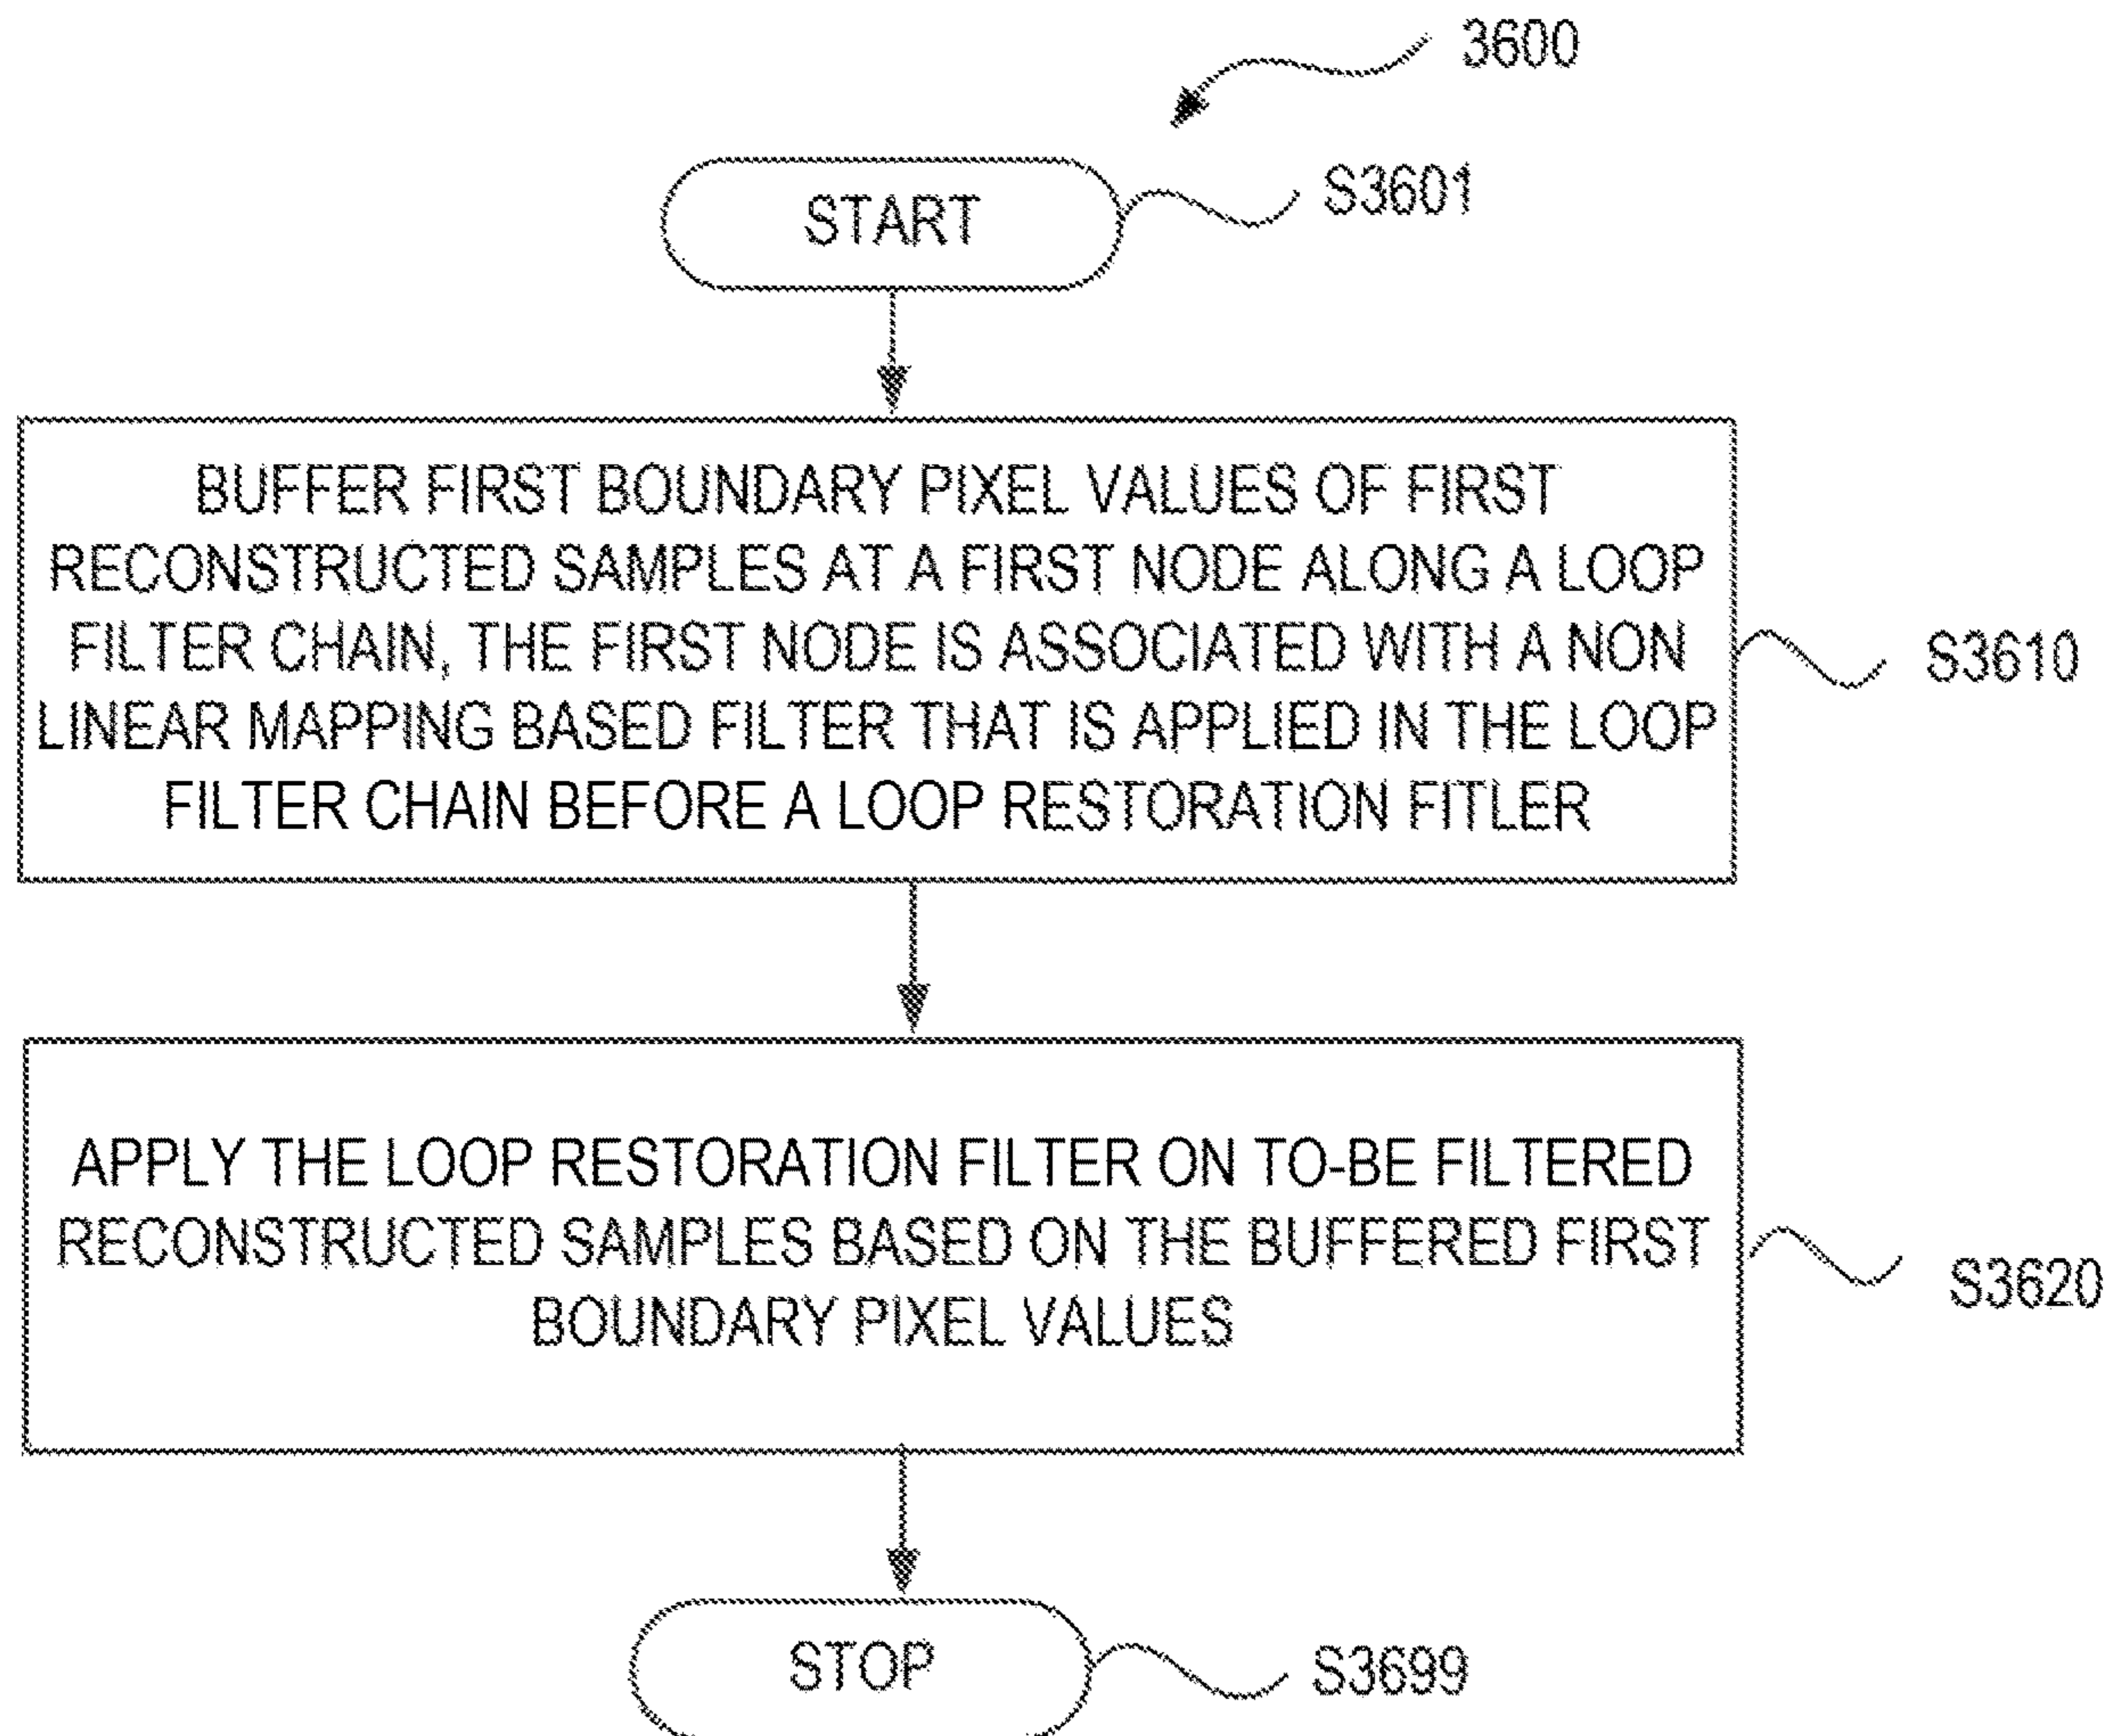 3600
START
S3601
BUFFER FIRST BOUNDARY PIXEL VALUES OF FIRST
RECONSTRUCTED SAMPLES AT A FIRST NODE ALONG A LOOP
FILTER CHAIN, THE FIRST NODE IS ASSOCIATED WITH A NON
LINEAR MAPPING BASED FILTER THAT IS APPLIED IN THE LOOP
FILTER CHAIN BEFORE A LOOP RESTORATION FITLER
S3610
APPLY THE LOOP RESTORATION FILTER ON TO-BE FILTERED
RECONSTRUCTED SAMPLES BASED ON THE BUFFERED FIRST
BOUNDARY PIXEL VALUES
S3620
STOP
S3699